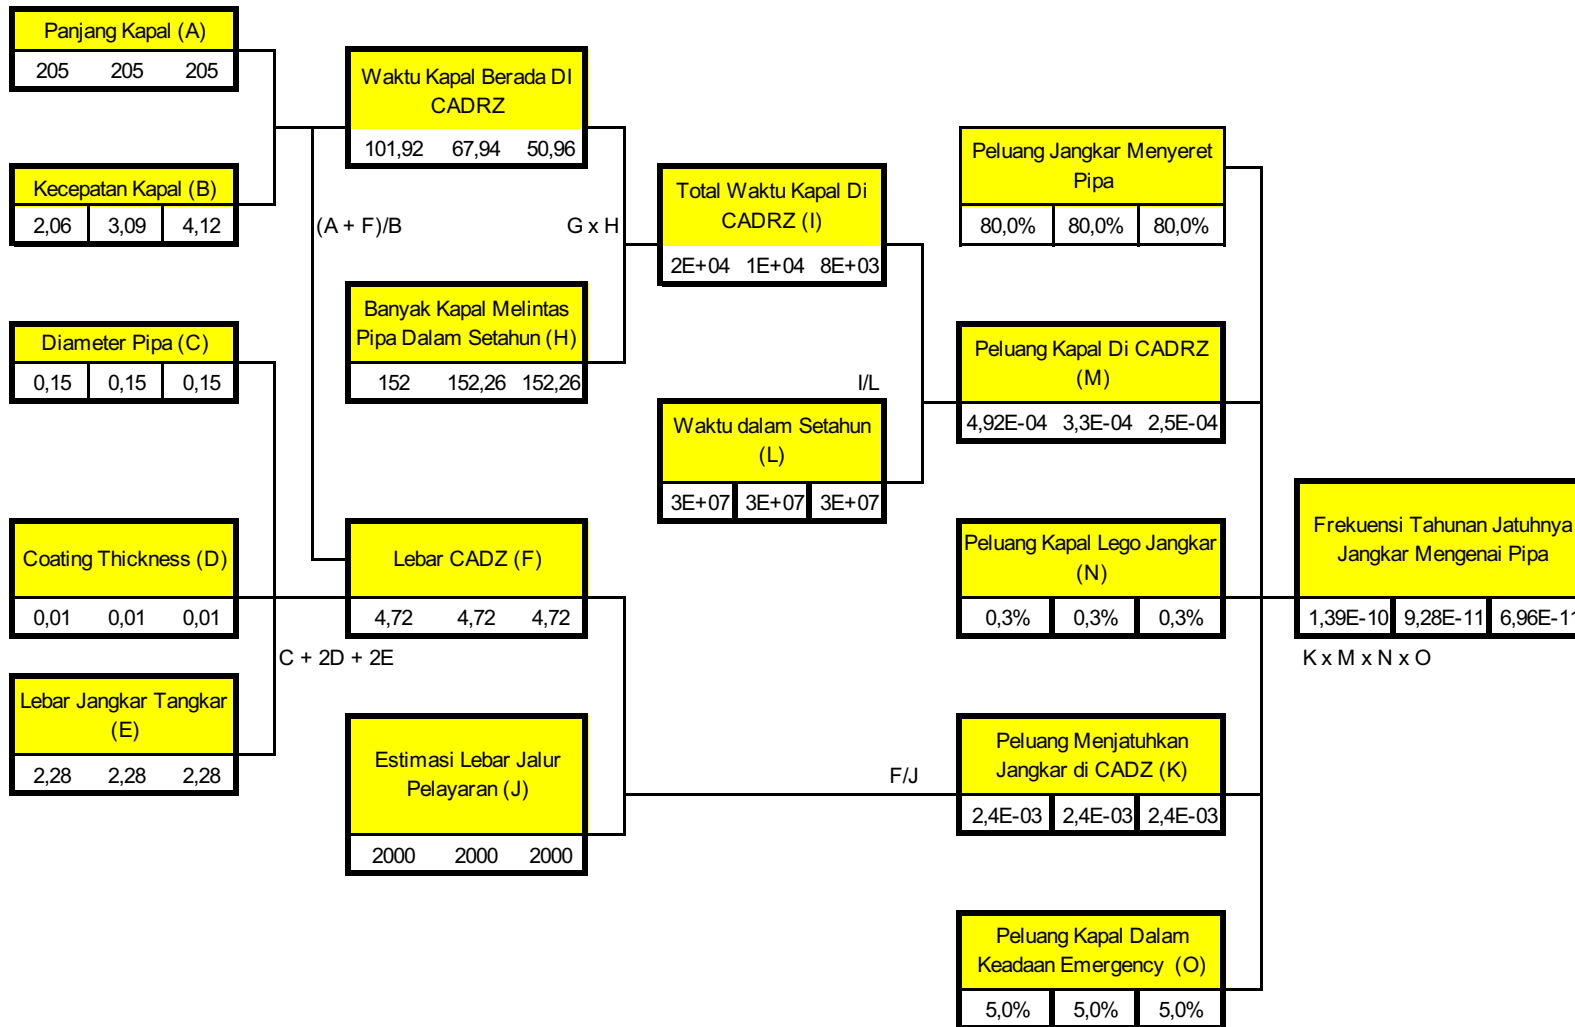 Panjang Kapal (A)
205 205 205
Kecepatan Kapal (B)
2,06 3,09 4,12
Diameter Pipa (C)
0,15 0,15 0,15
Coating Thickness (D)
0,01 0,01 0,01
Lebar Jangkar Tangkar
(E)
2,28 2,28 2,28
Waktu Kapal Berada DI
CADRZ
101,92 67,94 50,96
(A + F)/B
Banyak Kapal Melintas
Pipa Dalam Setahun (H)
152 152,26 152,26
Lebar CADZ (F)
4,72 4,72 4,72
C + 2D + 2E
Estimasi Lebar Jalur
Pelayaran (J)
2000 2000 2000
G x H
Total Waktu Kapal Di
CADRZ (I)
2E+04 1E+04 8E+03
Waktu dalam Setahun
(L)
3E+07 3E+07 3E+07
I/L
F/J
Peluang Jangkar Menyeret
Pipa
80,0% 80,0% 80,0%
Peluang Kapal Di CADRZ
(M)
4,92E-04 3,3E-04 2,5E-04
Peluang Kapal Lego Jangkar
(N)
0,3% 0,3% 0,3%
Peluang Menjatuhkan
Jangkar di CADZ (K)
2,4E-03 2,4E-03 2,4E-03
Peluang Kapal Dalam
Keadaan Emergency (O)
5,0% 5,0% 5,0%
Frekuensi Tahunan Jatuhnya
Jangkar Mengenai Pipa
1,39E-10 9,28E-11 6,96E-11
K x M x N x O